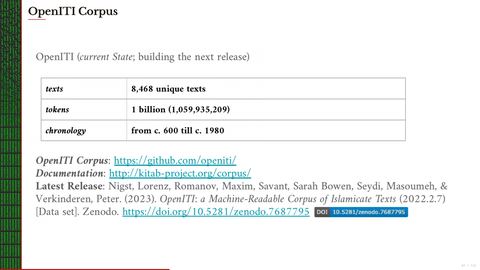 OpenITI Corpus
OpenITI (current State; building the next release)
texts 8,468 unique texts
tokens 1 billion (1,059,935,209)
chronology from c. 600 till c. 1980
OpenITI Corpus: https://github.com/openiti/
Documentation: http://kitab-project.org/corpus/
Latest Release: Nigst, Lorenz, Romanov, Maxim, Savant, Sarah Bowen, Seydi, Masoumeh, &
Verkinderen, Peter. (2023). OpenITI: a Machine-Readable Corpus of Islamicate Texts (2022.2.7)
[Data set]. Zenodo. https://doi.org/10.5281/zenodo.7687795 DOI 10.5281/zenodo.7687795